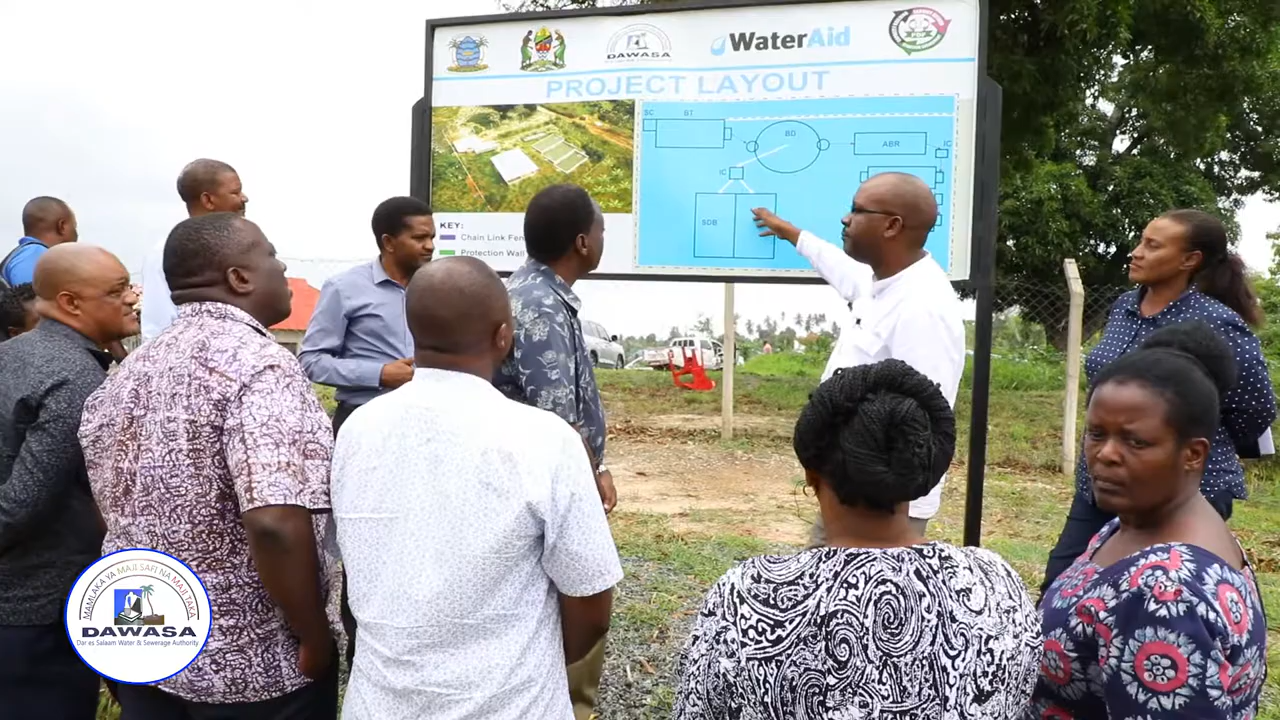 DAWASA
WaterAid
PROJECT LAYOUT
SC
BT
BD
ABR
IC
IC
SDB
KEY:
Chain Link Fen
Protection Wall
MAMLAKA YA MAJI SAFI NA MAJI TAKA
DAWASA
Dar es Salaam Water & Sewerage Authority